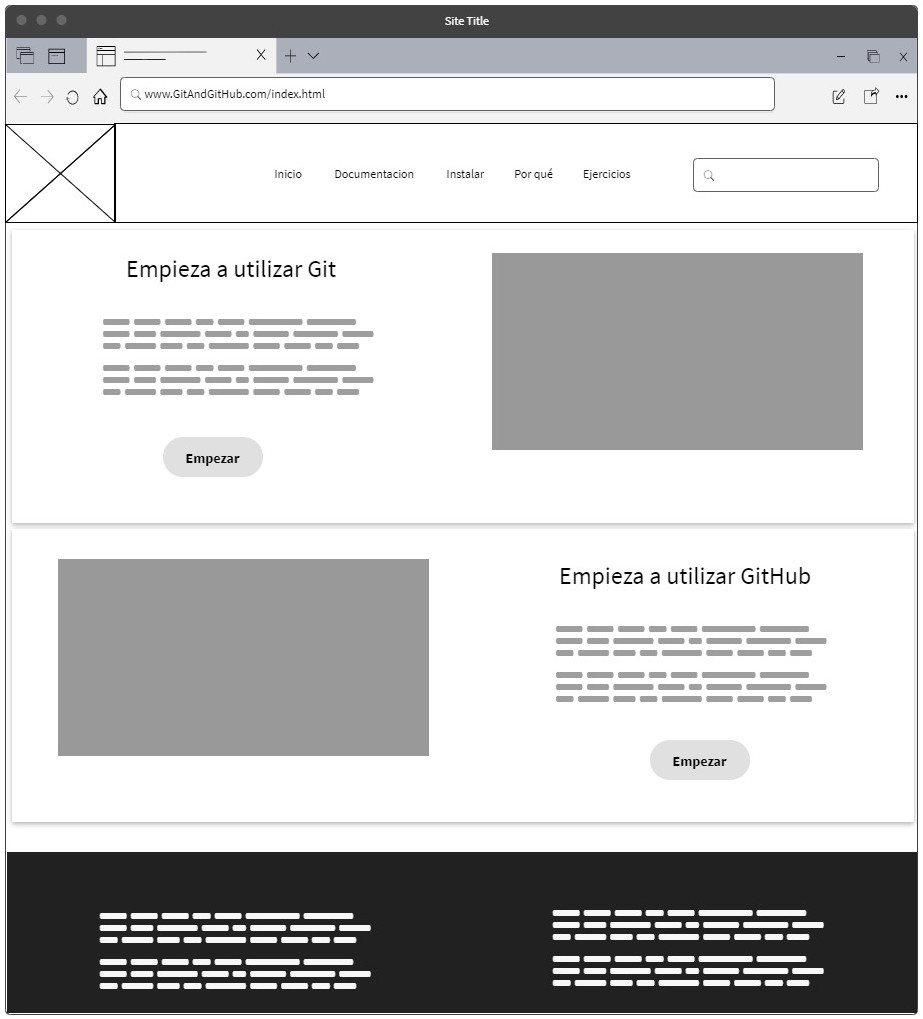 Site Title
www.GitAndGitHub.com/index.html
Inicio Documentacion Instalar Por qué Ejercicios
Empieza a utilizar Git
Empezar
Empieza a utilizar GitHub
Empezar